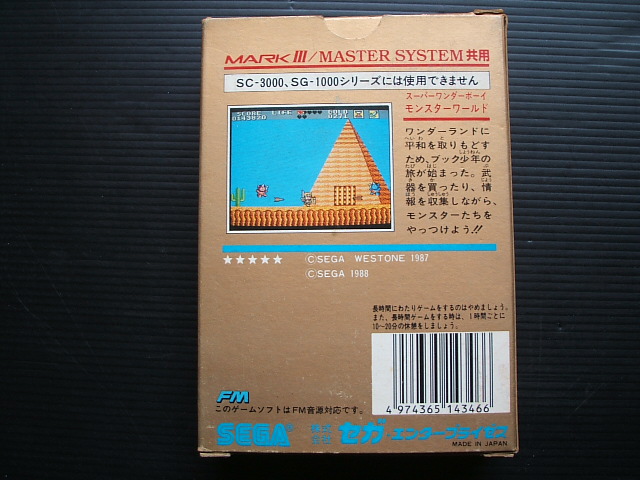 MARK III/MASTER SYSTEM共用
SC-3000、SG-1000シリーズには使用できません
スーパーワンダーボーイ
モンスターワールド
SCORE LIFE GOLD
0143820 0271
ワンダーランドに
平和を取りもどす
ため、ブック少年の
旅が始まった。武
器を買ったり、情
報を収集しながら、
モンスターたちを
やっつけよう!!
★★★★★ ©SEGA WESTONE 1987
©SEGA 1988
長時間にわたりゲームをするのはやめましょう。
また、長時間ゲームをする時は、1時間ごとに
10〜20分の休憩をしましょう。
FM
このゲームソフトはFM音源対応です。
4 974365 143466
SEGA® 株式会社 セガ・エンタープライゼス
MADE IN JAPAN